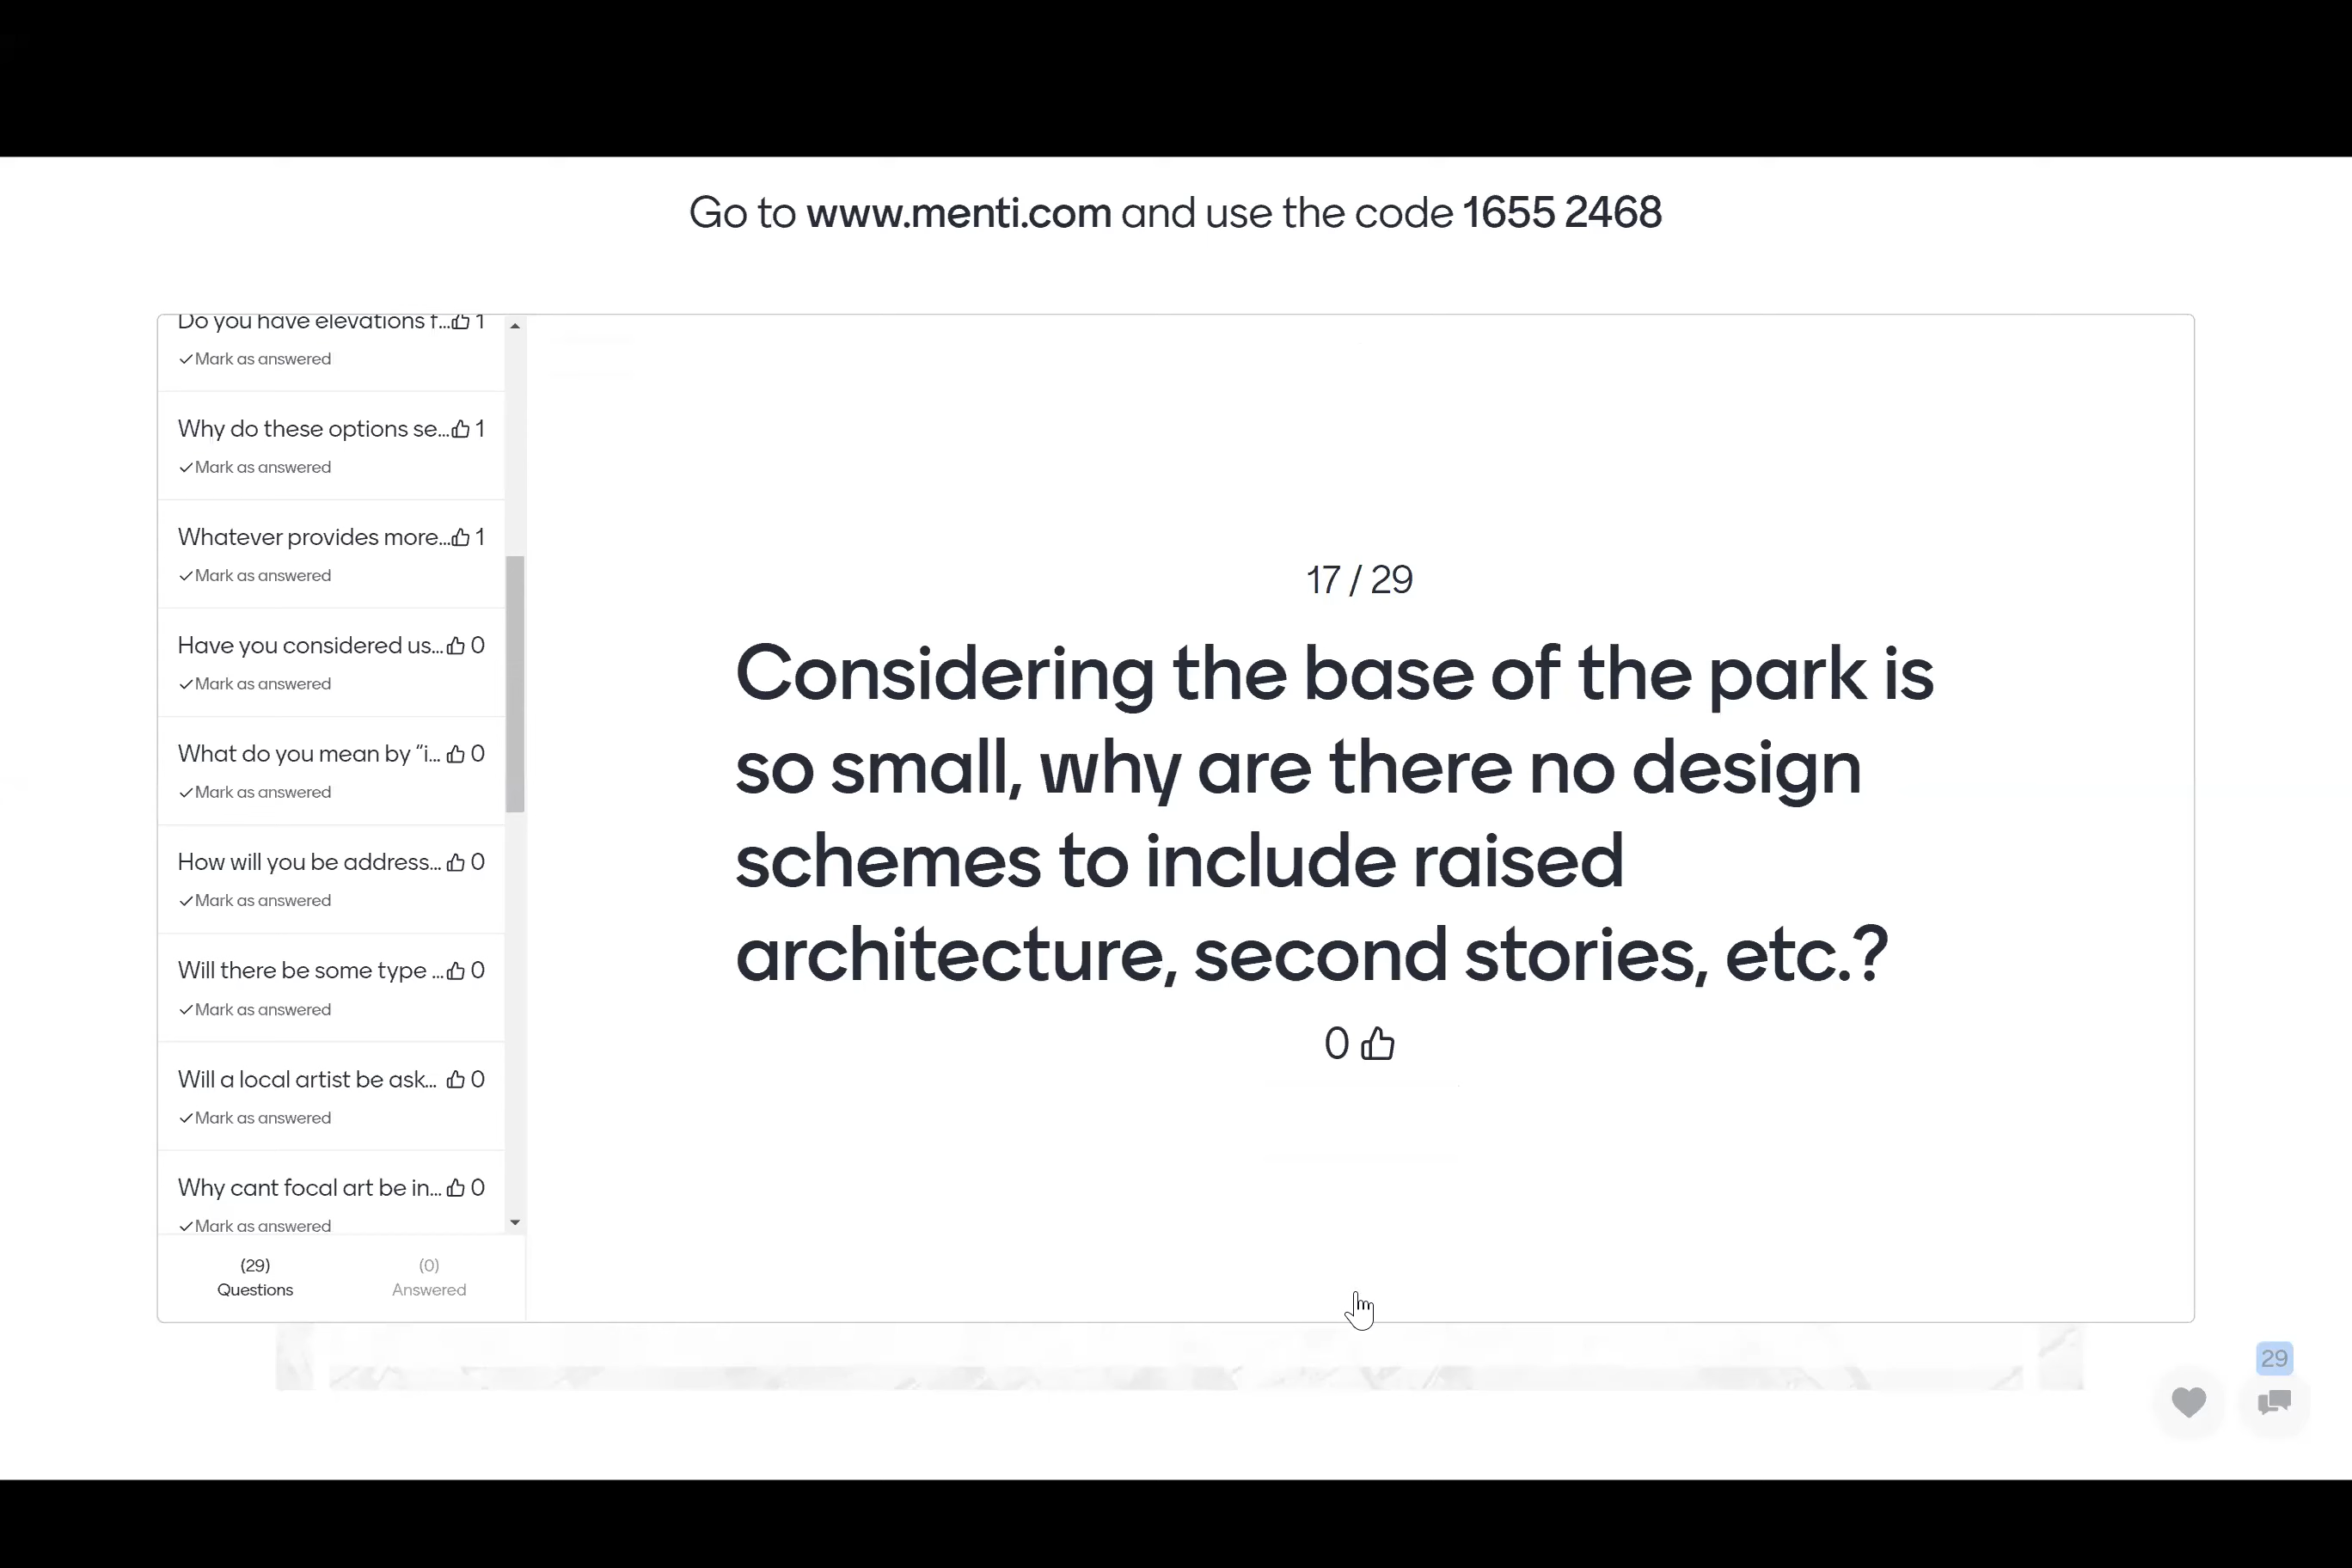 Go to www.menti.com and use the code 1655 2468
Do you have elevations f... 1
Mark as answered
Why do these options se... 1
Mark as answered
Whatever provides more... 1
Mark as answered
Have you considered us... 0
Mark as answered
What do you mean by “i... 0
Mark as answered
How will you be address... 0
Mark as answered
Will there be some type ... 0
Mark as answered
Will a local artist be ask... 0
Mark as answered
Why cant focal art be in... 0
Mark as answered
(29)
Questions
(0)
Answered
17 / 29
Considering the base of the park is
so small, why are there no design
schemes to include raised
architecture, second stories, etc.?
0
29